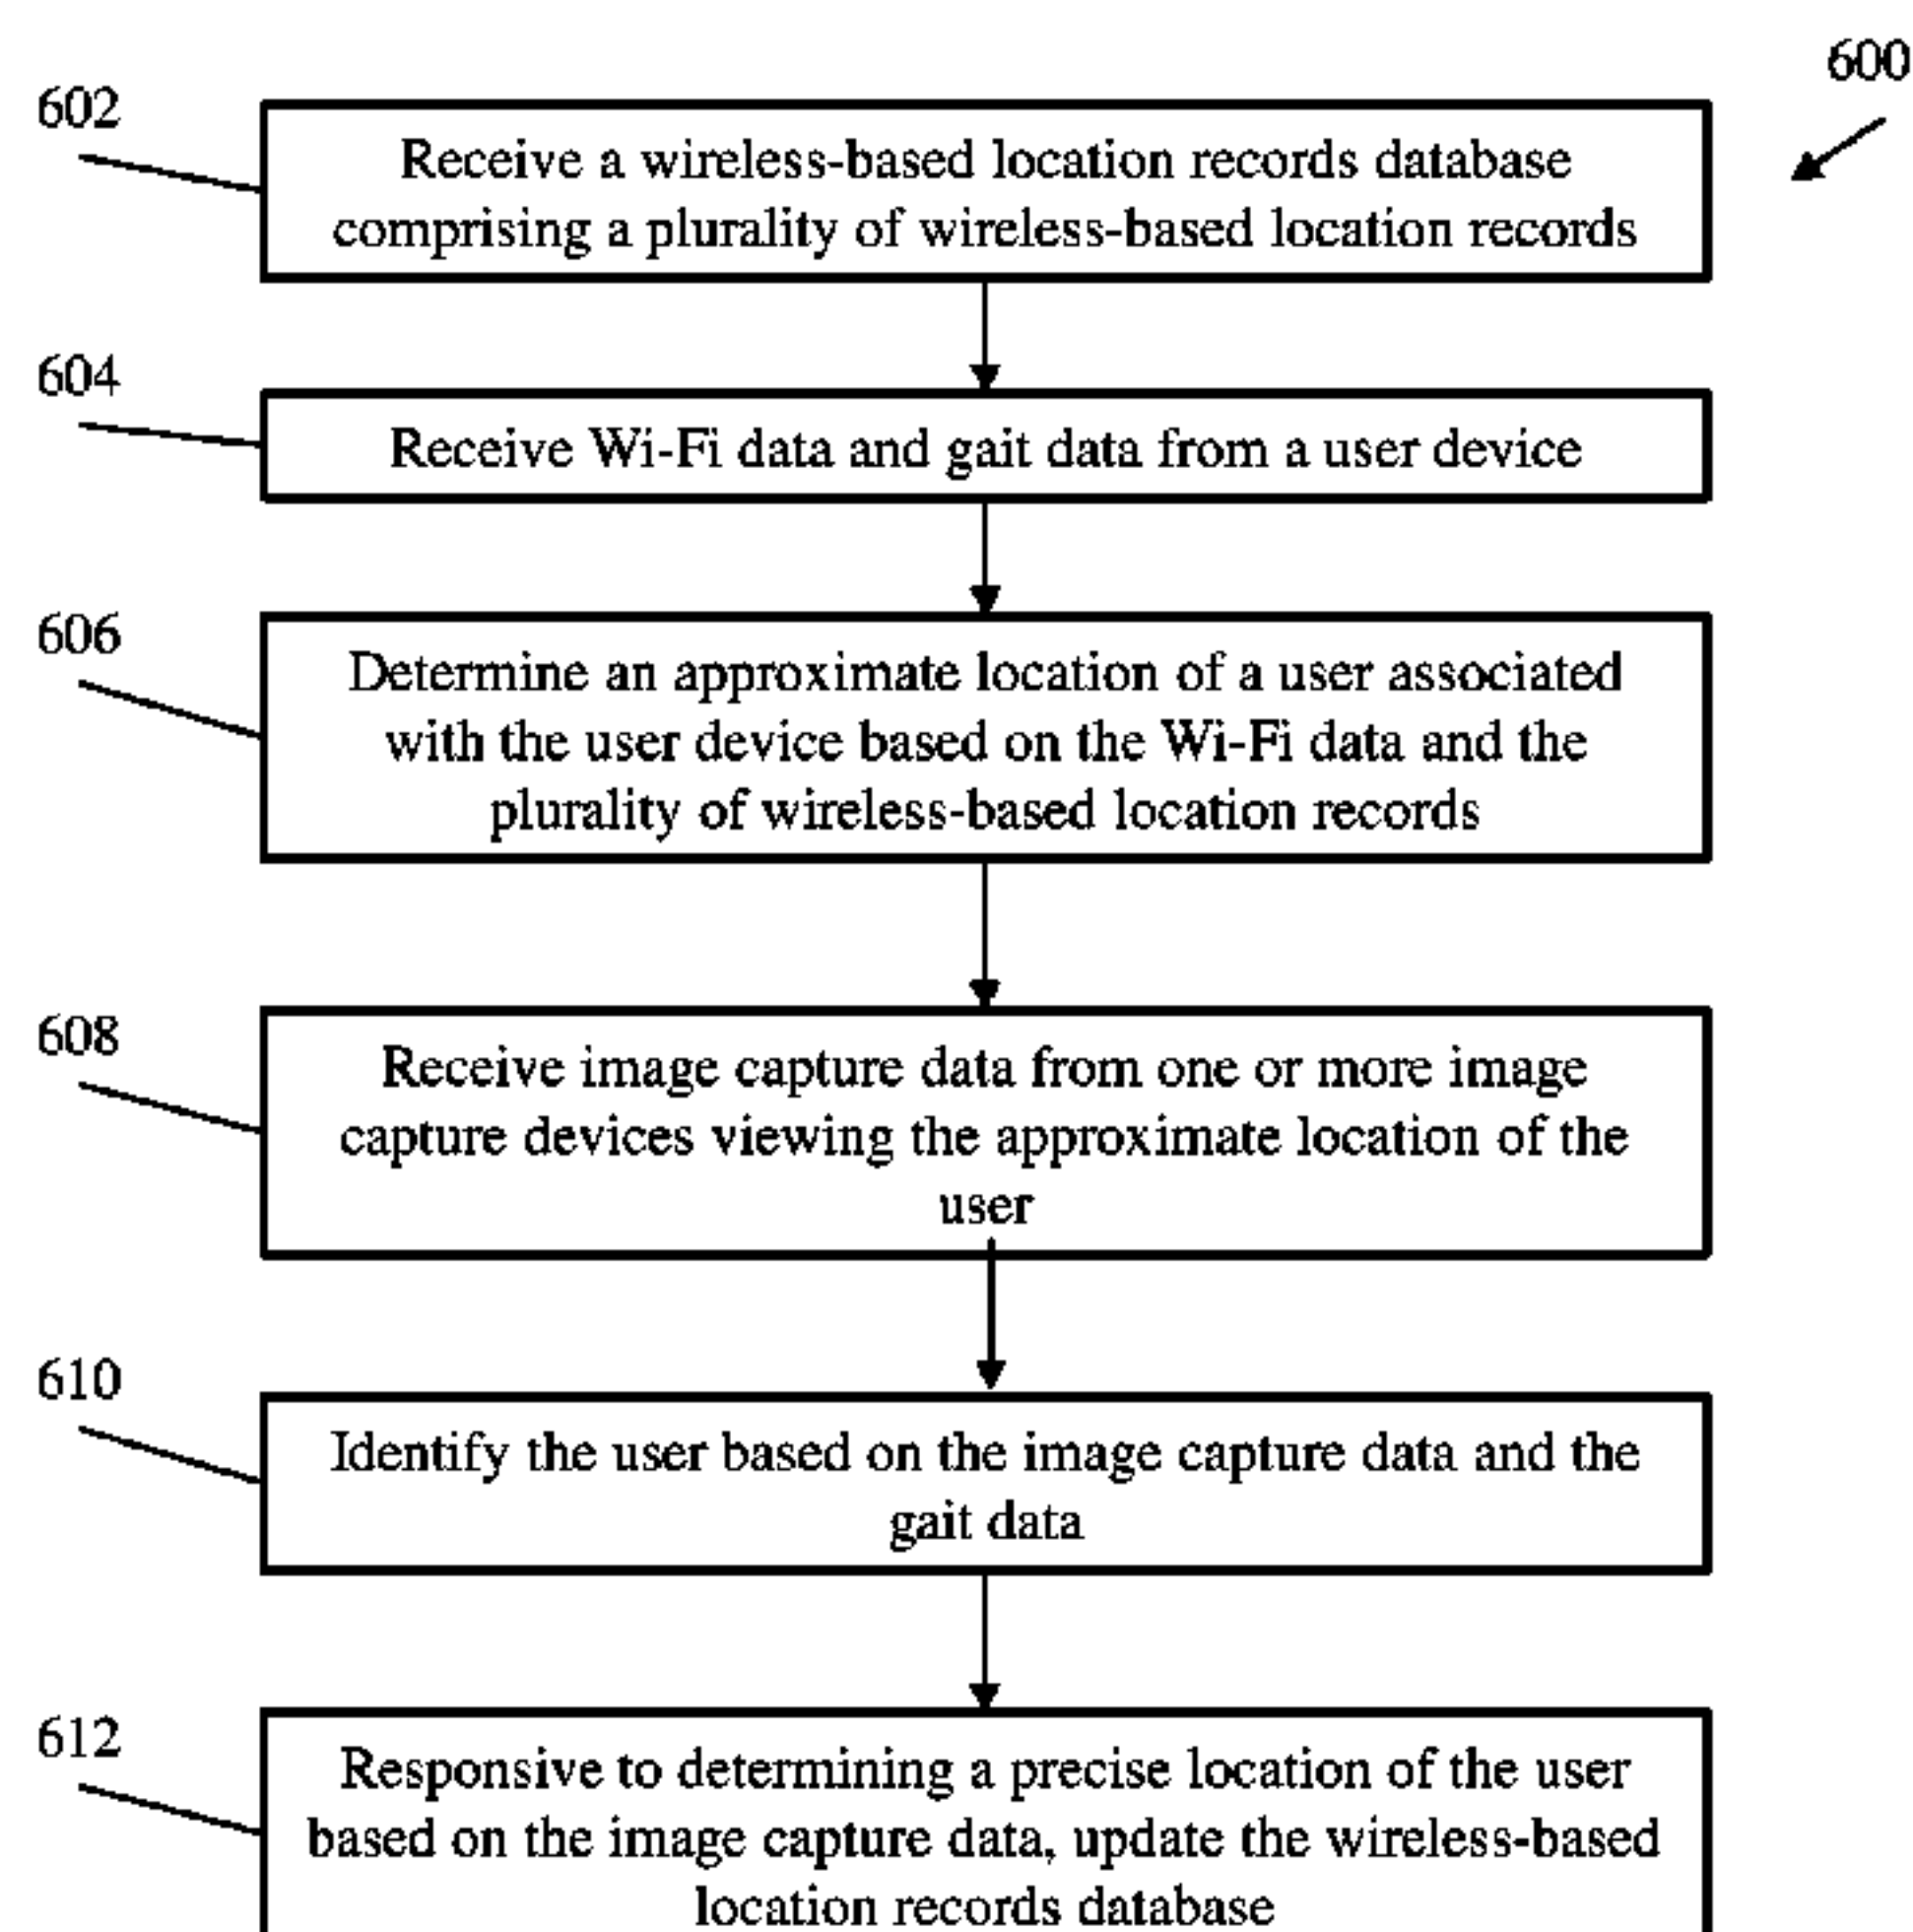 600
602
Receive a wireless-based location records database
comprising a plurality of wireless-based location records
604
Receive Wi-Fi data and gait data from a user device
606
Determine an approximate location of a user associated
with the user device based on the Wi-Fi data and the
plurality of wireless-based location records
608
Receive image capture data from one or more image
capture devices viewing the approximate location of the
user
610
Identify the user based on the image capture data and the
gait data
612
Responsive to determining a precise location of the user
based on the image capture data, update the wireless-based
location records database